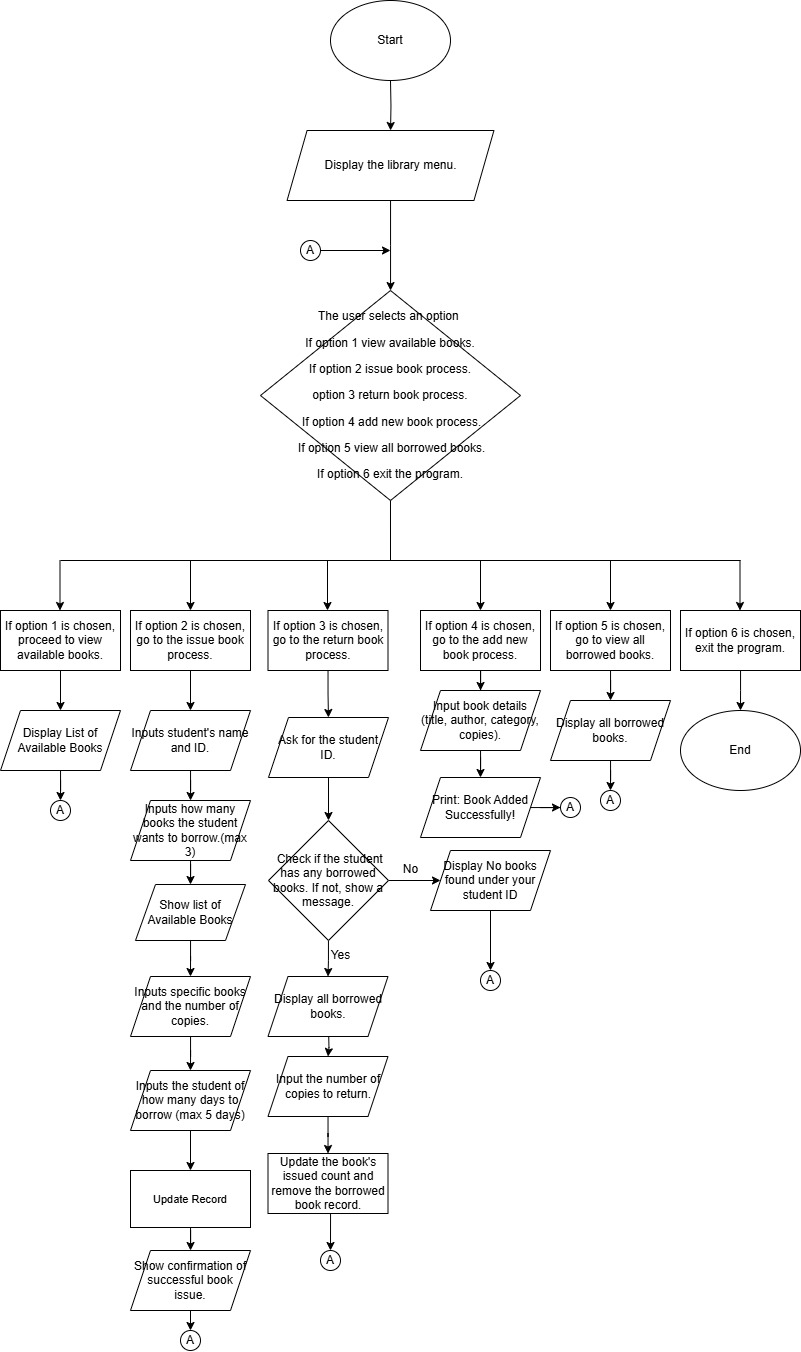 Start
Display the library menu.
A
The user selects an option
If option 1 view available books.
If option 2 issue book process.
option 3 return book process.
If option 4 add new book process.
If option 5 view all borrowed books.
If option 6 exit the program.
If option 1 is chosen,
proceed to view
available books.
If option 2 is chosen,
go to the issue book
process.
If option 3 is chosen,
go to the return book
process.
If option 4 is chosen,
go to the add new
book process.
If option 5 is chosen,
go to view all
borrowed books.
If option 6 is chosen,
exit the program.
Display List of
Available Books
A
Inputs student's name
and ID.
Inputs how many
books the student
wants to borrow.(max
3)
Show list of
Available Books
Inputs specific books
and the number of
copies.
Inputs the student of
how many days to
borrow (max 5 days)
Update Record
Show confirmation of
successful book
issue.
A
Ask for the student
ID.
Check if the student
has any borrowed
books. If not, show a
message.
No
Display No books
found under your
student ID
A
Yes
Display all borrowed
books.
Input the number of
copies to return.
Update the book's
issued count and
remove the borrowed
book record.
A
Input book details
(title, author, category,
copies).
Print: Book Added
Successfully!
A
Display all borrowed
books.
A
End